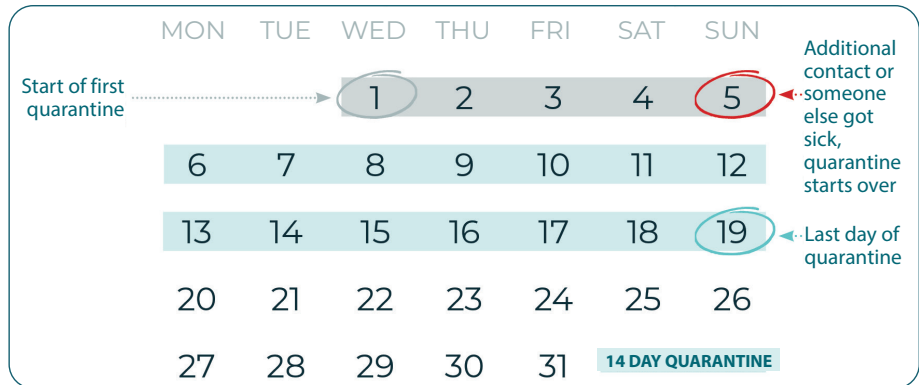 MON TUE WED THU FRI SAT SUN
Start of first
quarantine
1 2 3 4 5
Additional
contact or
someone
else got
sick,
quarantine
starts over
6 7 8 9 10 11 12
13 14 15 16 17 18 19
Last day of
quarantine
20 21 22 23 24 25 26
27 28 29 30 31
14 DAY QUARANTINE